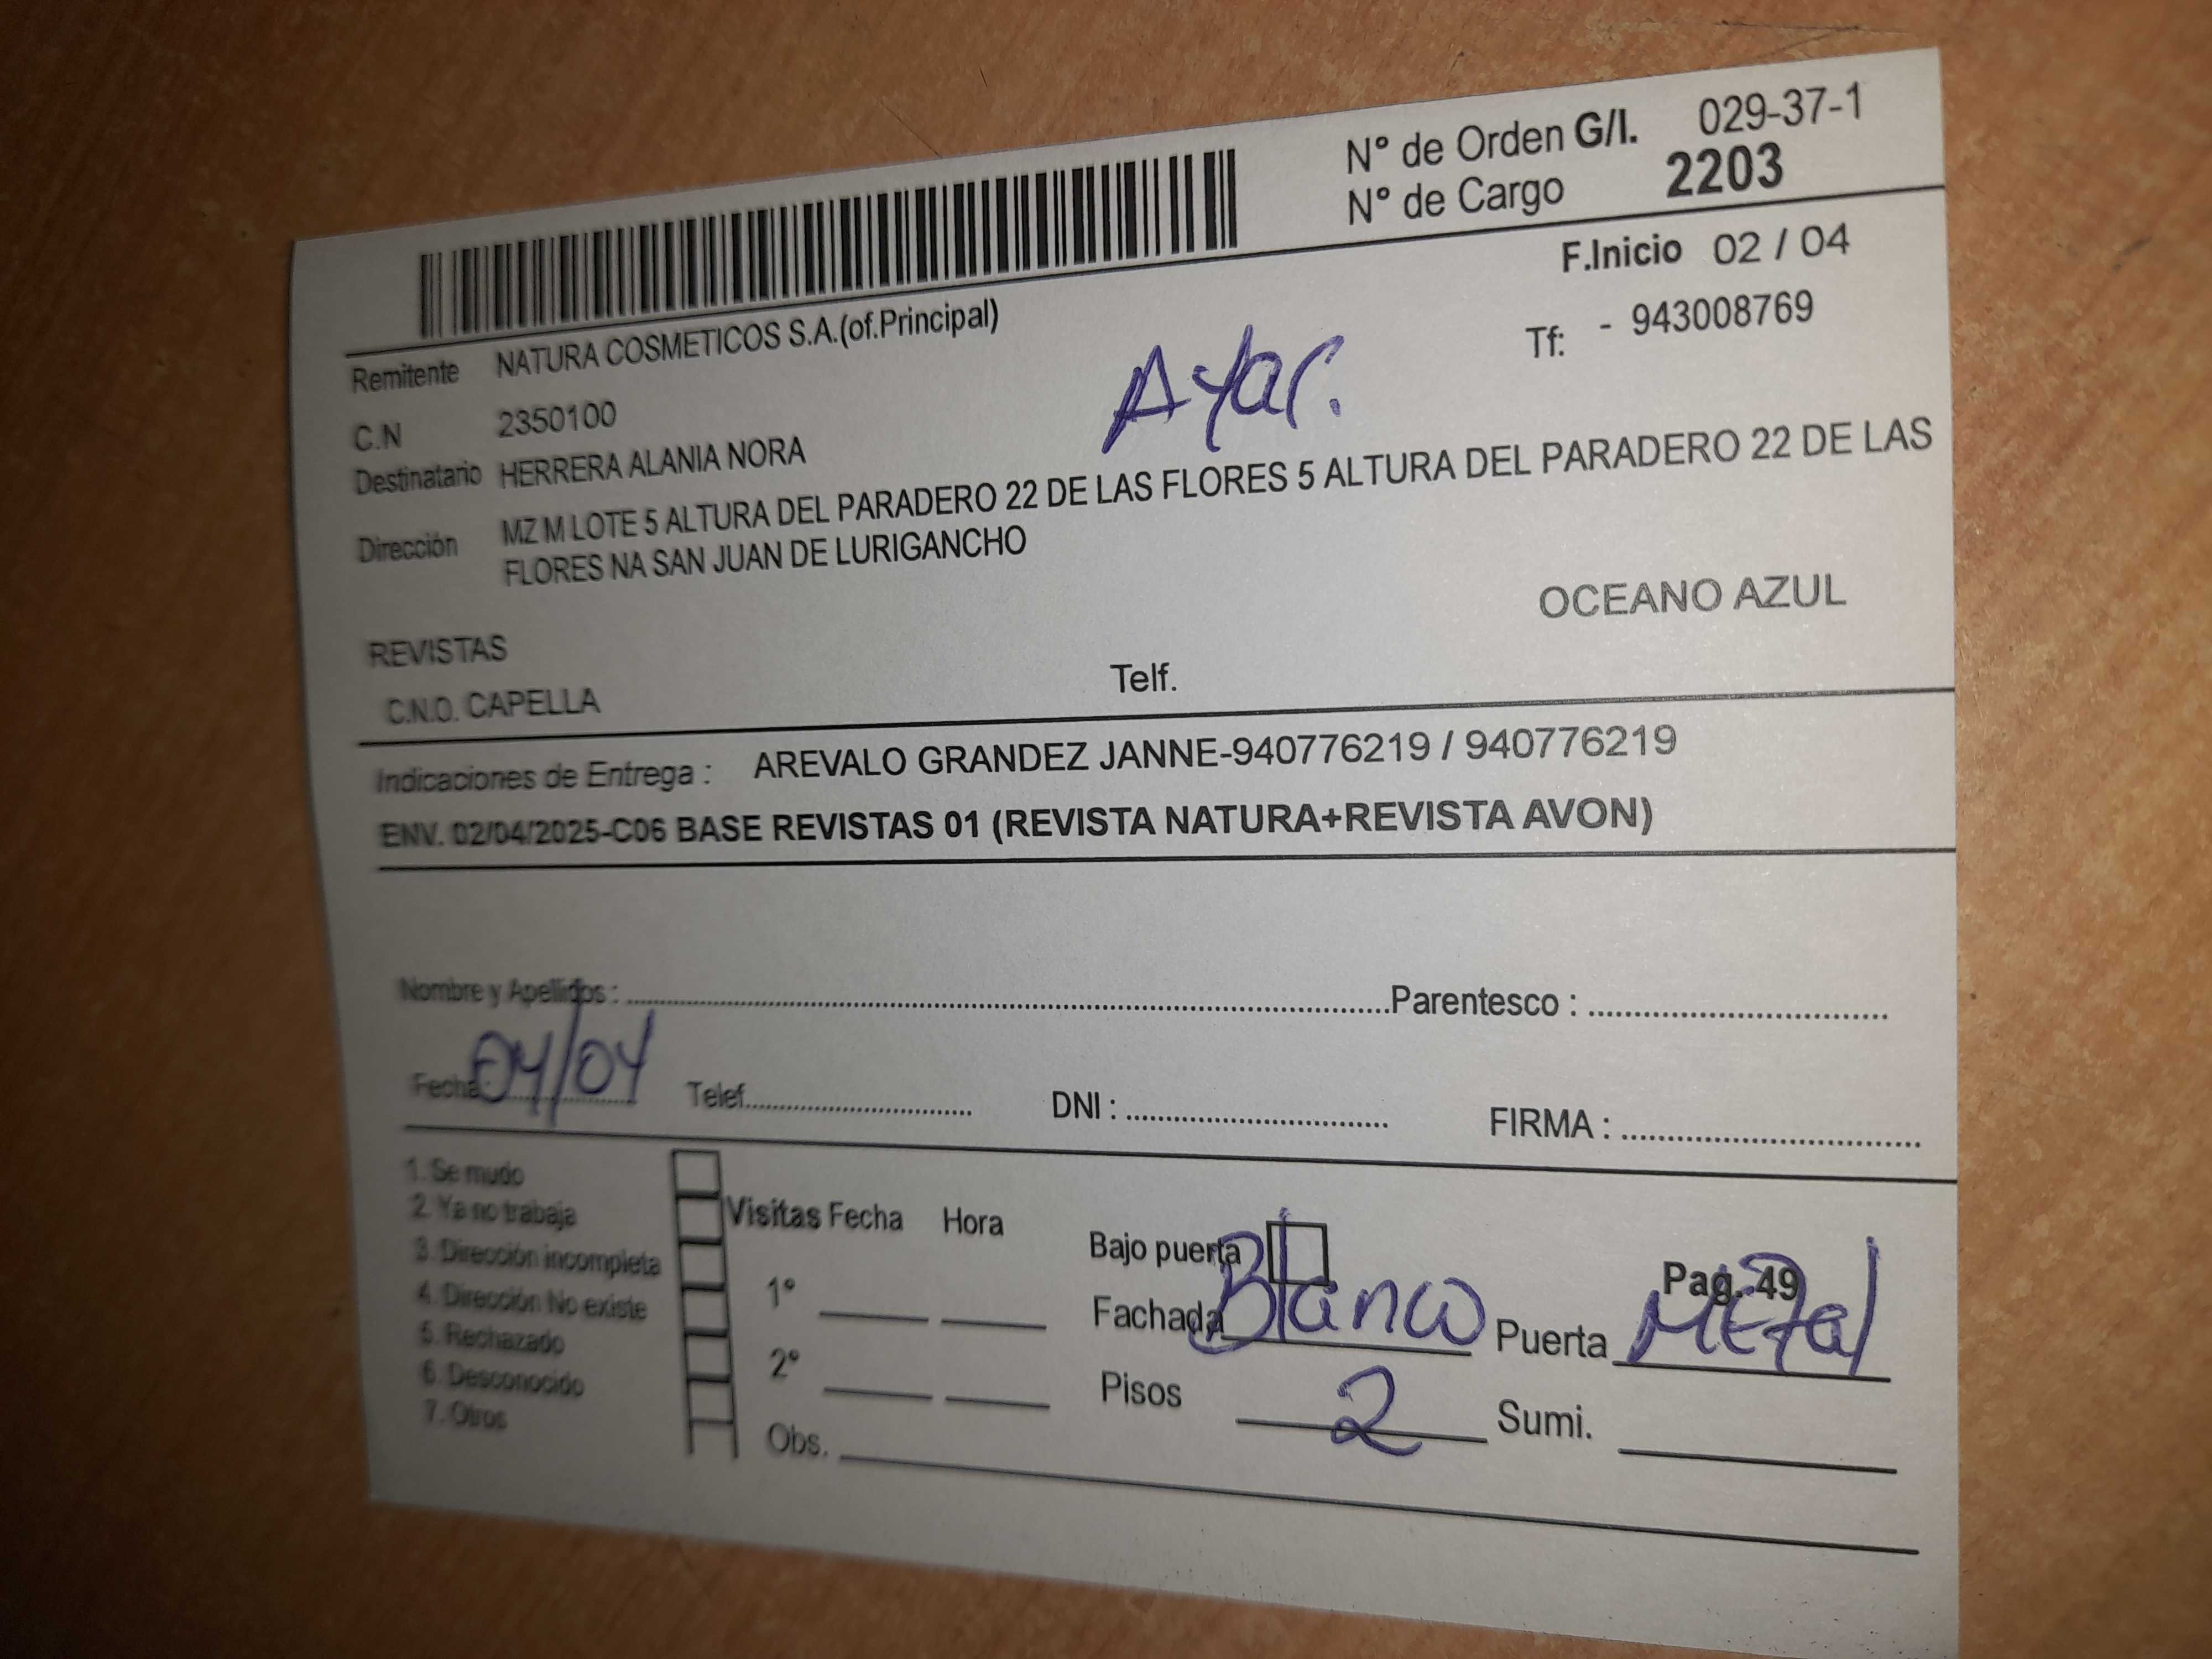 N° de Orden G/I. 029-37-1
N° de Cargo 2203
F.Inicio 02 / 04
Remitente NATURA COSMETICOS S.A.(of.Principal)
Tf: - 943008769
Ayar.
C.N 2350100
Destinatario HERRERA ALANIA NORA
Dirección MZ M LOTE 5 ALTURA DEL PARADERO 22 DE LAS FLORES 5 ALTURA DEL PARADERO 22 DE LAS
FLORES NA SAN JUAN DE LURIGANCHO
OCEANO AZUL
REVISTAS
C.N.O. CAPELLA Telf.
Indicaciones de Entrega : AREVALO GRANDEZ JANNE-940776219 / 940776219
ENV. 02/04/2025-C06 BASE REVISTAS 01 (REVISTA NATURA+REVISTA AVON)
Nombre y Apellidos : Parentesco :
Fecha: 04/04 Telef. DNI : FIRMA :
1. Se mudo
2. Ya no trabaja
3. Dirección incompleta
4. Dirección No existe
5. Rechazado
6. Desconocido
7. Otros
Visitas Fecha Hora
1°
2°
Obs.
Bajo puerta Pag. 49
Fachada Blanco Puerta Metal
Pisos 2 Sumi.